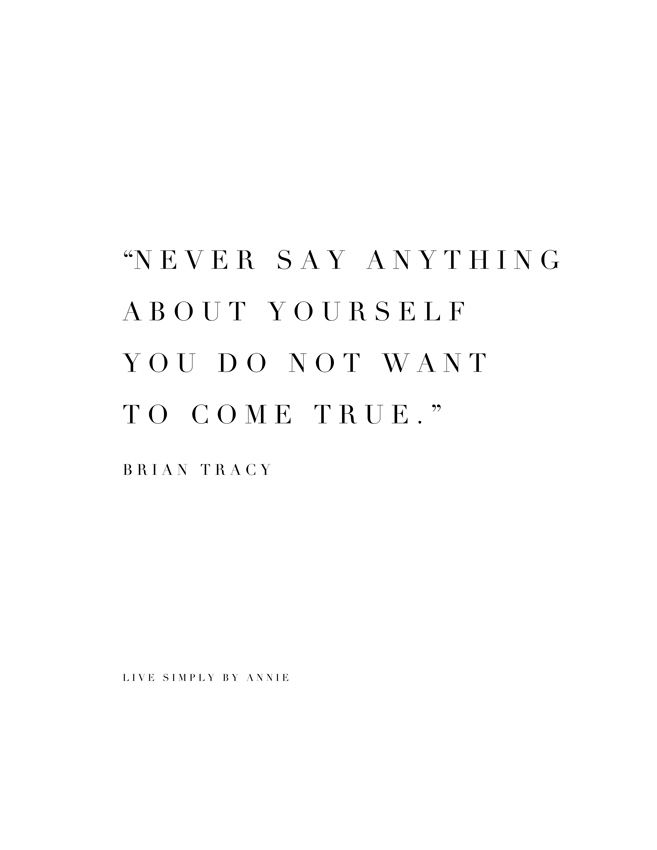 “NEVER SAY ANYTHING
ABOUT YOURSELF
YOU DO NOT WANT
TO COME TRUE.”
BRIAN TRACY
LIVE SIMPLY BY ANNIE